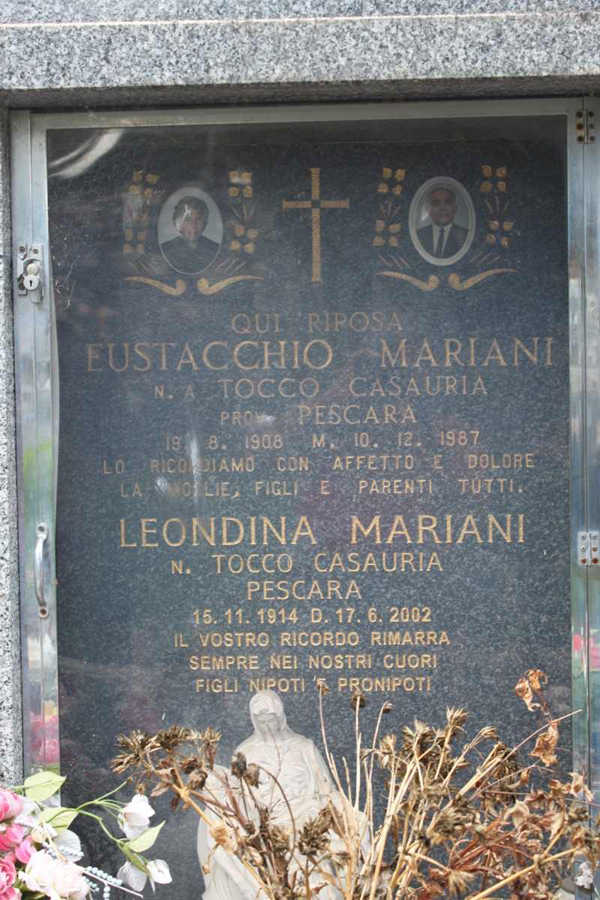 QUI RIPOSA
EUSTACCHIO MARIANI
N. A TOCCO CASAURIA
PROV. PESCARA
19. 8. 1908 M. 10. 12. 1987
LO RICORDIAMO CON AFFETTO E DOLORE
LA MOGLIE, FIGLI E PARENTI TUTTI.
LEONDINA MARIANI
N. TOCCO CASAURIA
PESCARA
15.11.1914 D. 17. 6. 2002
IL VOSTRO RICORDO RIMARRA
SEMPRE NEI NOSTRI CUORI
FIGLI NIPOTI E PRONIPOTI